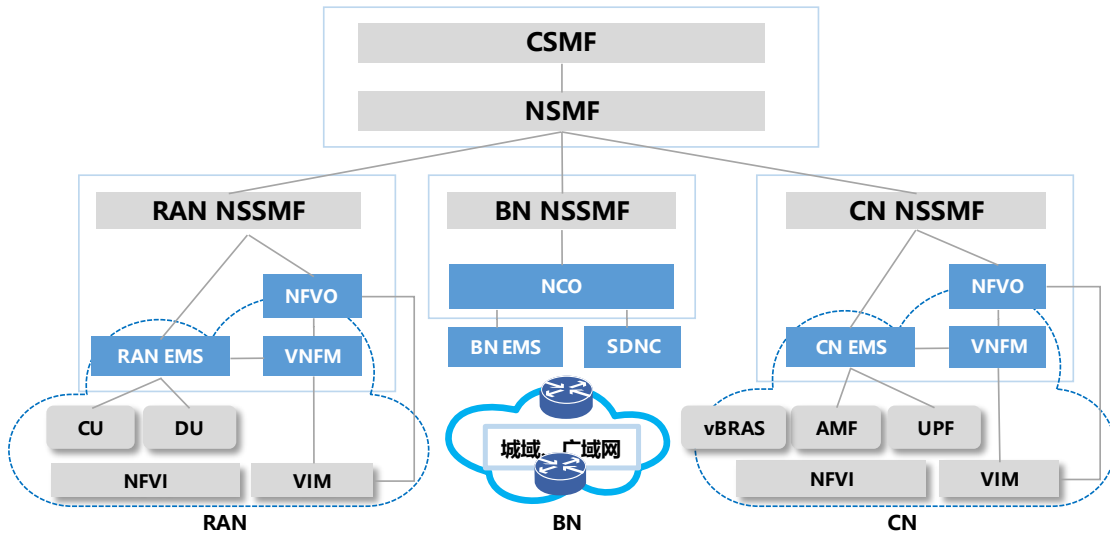 CSMF
NSMF
RAN NSSMF
BN NSSMF
CN NSSMF
NFVO
NCO
NFVO
RAN EMS
VNFM
BN EMS
SDNC
CN EMS
VNFM
CU
DU
vBRAS
AMF
UPF
城域、广域网
NFVI
VIM
NFVI
VIM
RAN
BN
CN